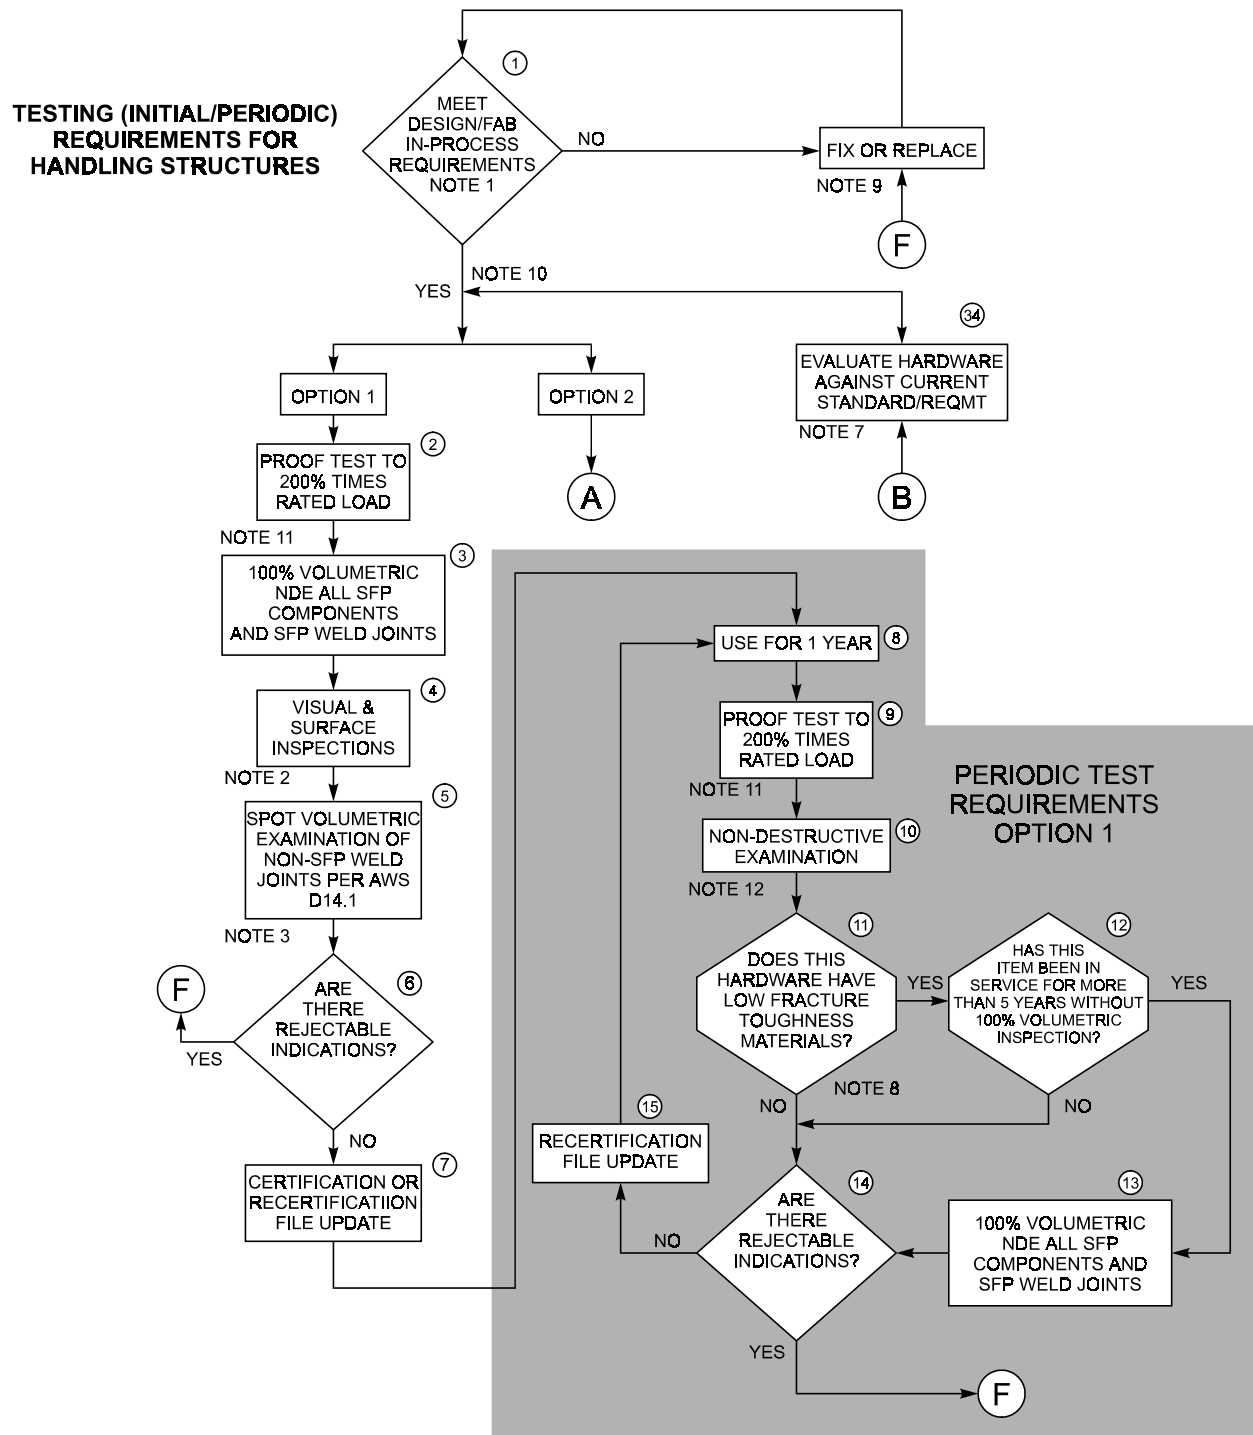 TESTING (INITIAL/PERIODIC)
REQUIREMENTS FOR
HANDLING STRUCTURES
1
MEET
DESIGN/FAB
IN-PROCESS
REQUIREMENTS
NOTE 1
NO
FIX OR REPLACE
NOTE 9
F
NOTE 10
YES
34
EVALUATE HARDWARE
AGAINST CURRENT
STANDARD/REQMT
NOTE 7
B
OPTION 1
OPTION 2
A
2
PROOF TEST TO
200% TIMES
RATED LOAD
NOTE 11
3
100% VOLUMETRIC
NDE ALL SFP
COMPONENTS
AND SFP WELD JOINTS
4
VISUAL &
SURFACE
INSPECTIONS
NOTE 2
5
SPOT VOLUMETRIC
EXAMINATION OF
NON-SFP WELD
JOINTS PER AWS
D14.1
NOTE 3
6
ARE
THERE
REJECTABLE
INDICATIONS?
F
YES
NO
7
CERTIFICATION OR
RECERTIFICATIION
FILE UPDATE
PERIODIC TEST
REQUIREMENTS
OPTION 1
USE FOR 1 YEAR
8
PROOF TEST TO
200% TIMES
RATED LOAD
9
NOTE 11
NON-DESTRUCTIVE
EXAMINATION
10
NOTE 12
11
DOES THIS
HARDWARE HAVE
LOW FRACTURE
TOUGHNESS
MATERIALS?
YES
NOTE 8
NO
12
HAS THIS
ITEM BEEN IN
SERVICE FOR MORE
THAN 5 YEARS WITHOUT
100% VOLUMETRIC
INSPECTION?
YES
NO
13
100% VOLUMETRIC
NDE ALL SFP
COMPONENTS AND
SFP WELD JOINTS
14
ARE
THERE
REJECTABLE
INDICATIONS?
NO
15
RECERTIFICATION
FILE UPDATE
YES
F